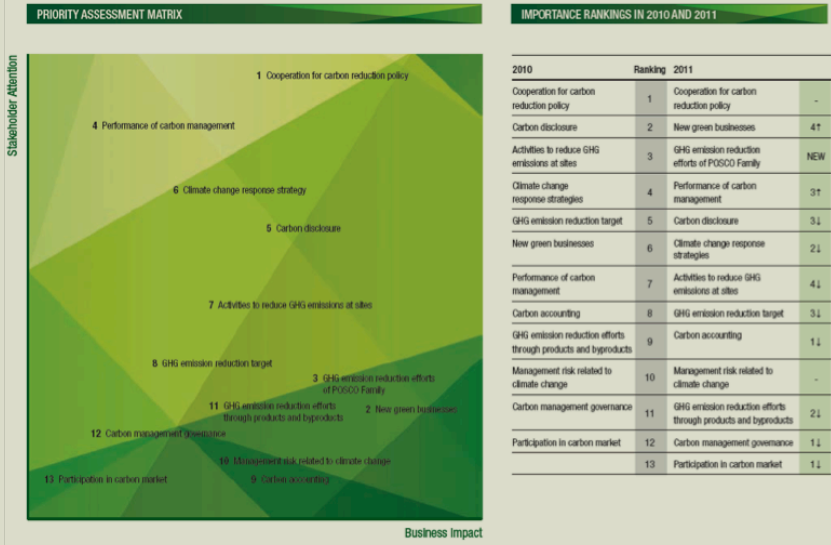 PRIORITY ASSESSMENT MATRIX
Stakeholder Attention
1 Cooperation for carbon reduction policy
4 Performance of carbon management
6 Climate change response strategy
5 Carbon disclosure
7 Activities to reduce GHG emissions at sites
8 GHG emission reduction target
3 GHG emission reduction efforts
of POSCO Family
11 GHG emission reduction efforts
through products and byproducts
2 New green businesses
12 Carbon management governance
10 Management risk related to climate change
13 Participation in carbon market
9 Carbon accounting
Business Impact
IMPORTANCE RANKINGS IN 2010 AND 2011
2010 Ranking 2011
Cooperation for carbon
reduction policy
1
Cooperation for carbon
reduction policy
-
Carbon disclosure 2 New green businesses 4↑
Activities to reduce GHG
emissions at sites
3
GHG emission reduction
efforts of POSCO Family
NEW
Climate change
response strategies
4
Performance of carbon
management
3↑
GHG emission reduction target 5 Carbon disclosure 3↓
New green businesses
6
Climate change response
strategies
2↓
Performance of carbon
management
7
Activities to reduce GHG
emissions at sites
4↓
Carbon accounting 8 GHG emission reduction target 3↓
GHG emission reduction efforts
through products and byproducts
9
Carbon accounting
1↓
Management risk related to
climate change
10
Management risk related to
climate change
-
Carbon management governance
11
GHG emission reduction efforts
through products and byproducts
2↓
Participation in carbon market 12 Carbon management governance 1↓
13 Participation in carbon market 1↓